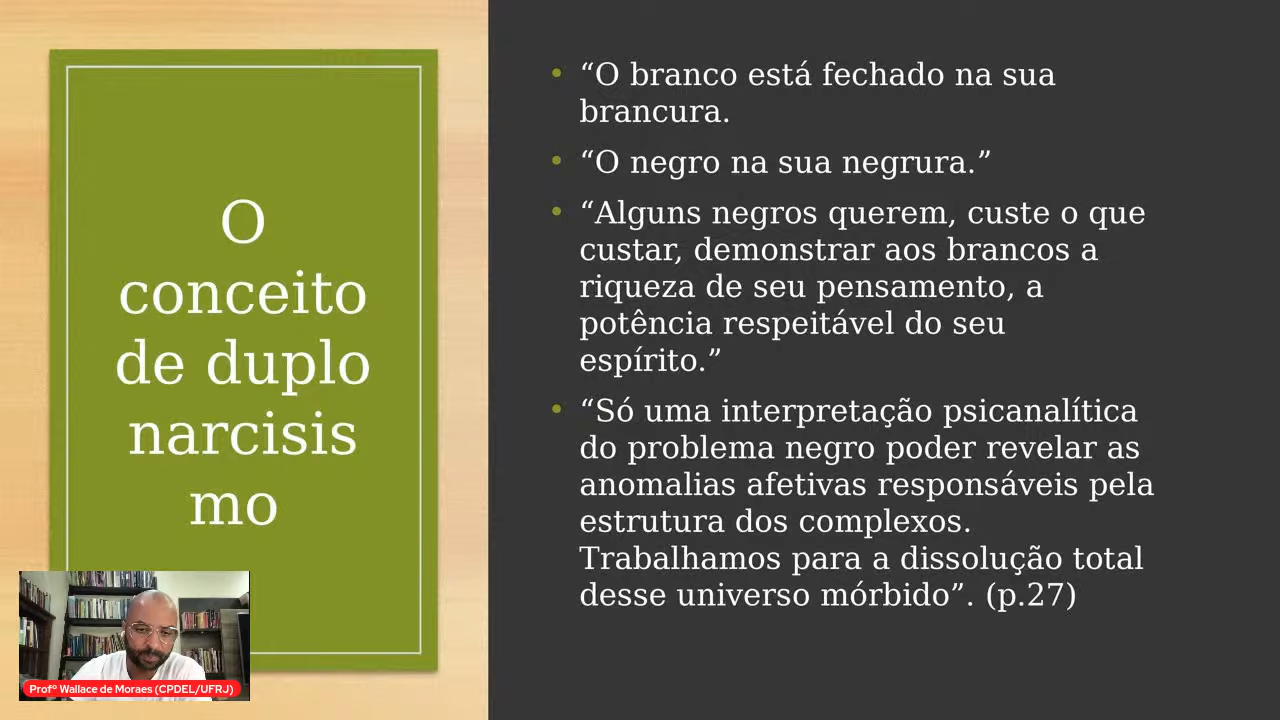 O
conceito
de duplo
narcisis
mo
“O branco está fechado na sua
brancura.
“O negro na sua negrura.”
“Alguns negros querem, custe o que
custar, demonstrar aos brancos a
riqueza de seu pensamento, a
potência respeitável do seu
espírito.”
“Só uma interpretação psicanalítica
do problema negro poder revelar as
anomalias afetivas responsáveis pela
estrutura dos complexos.
Trabalhamos para a dissolução total
desse universo mórbido”. (p.27)
Profº Wallace de Moraes (CPDEL/UFRJ)